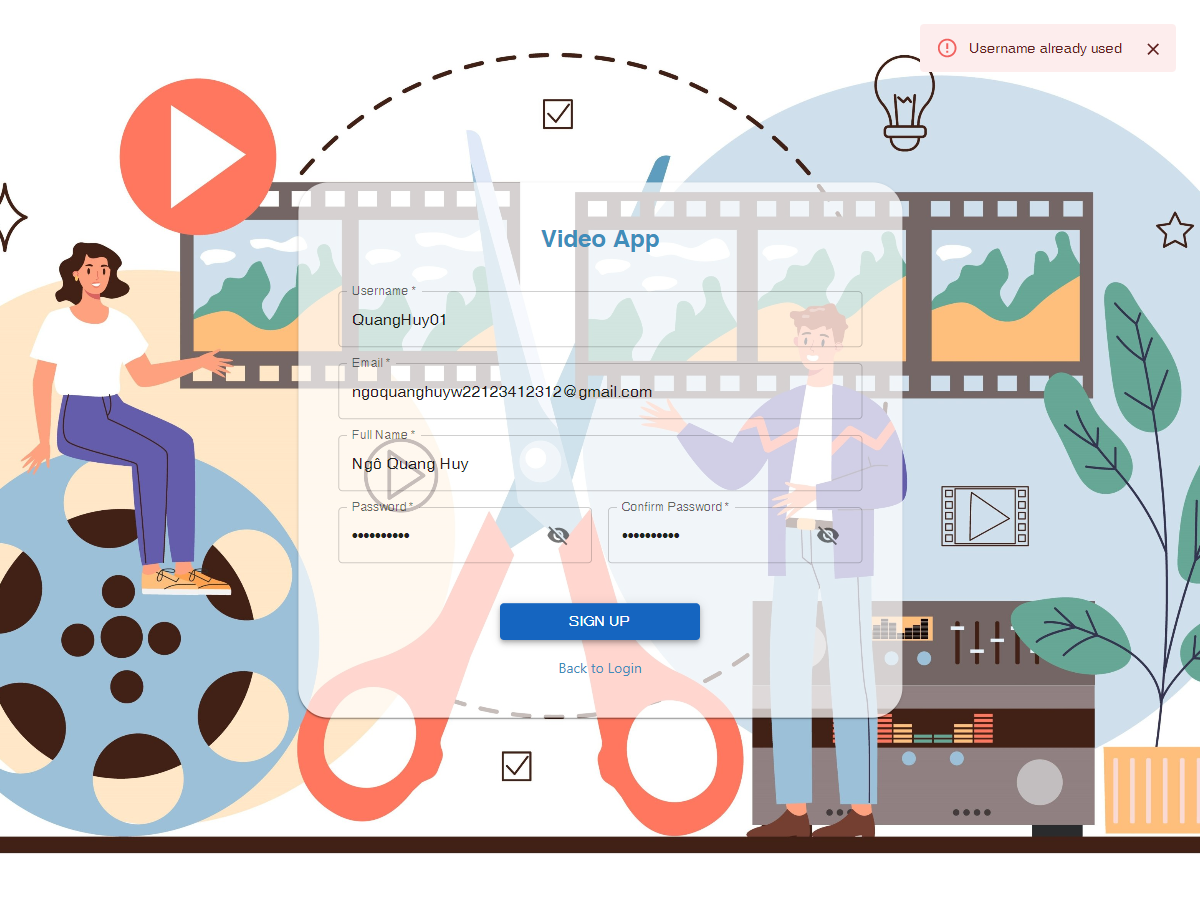 Username already used
Video App
Username *
QuangHuy01
Email *
ngoquanghuyw22123412312@gmail.com
Full Name *
Ngô Quang Huy
Password *
••••••••••
Confirm Password *
••••••••••
SIGN UP
Back to Login